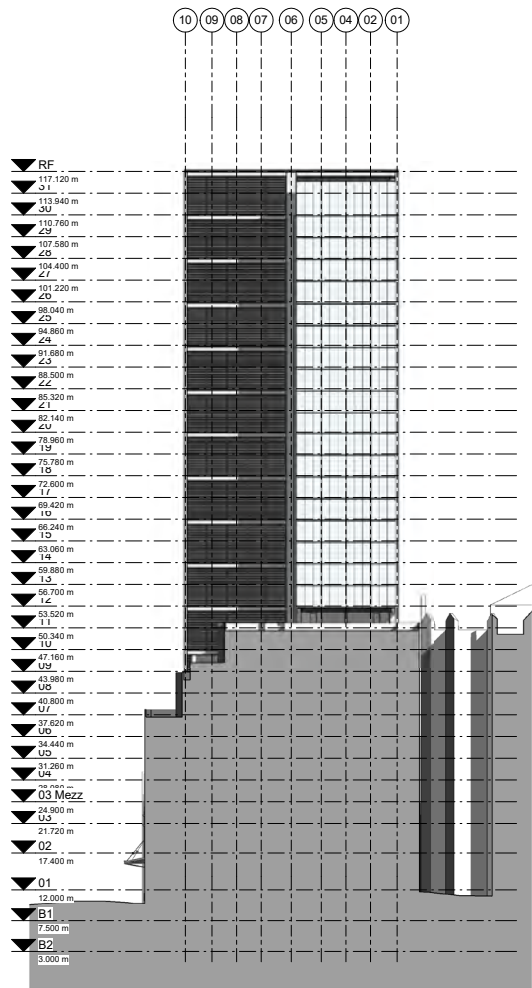 10 09 08 07 06 05 04 02 01
RF
117.120 m
31
113.940 m
30
110.760 m
29
107.580 m
28
104.400 m
27
101.220 m
26
98.040 m
25
94.860 m
24
91.680 m
23
88.500 m
22
85.320 m
21
82.140 m
20
78.960 m
19
75.780 m
18
72.600 m
17
69.420 m
16
66.240 m
15
63.060 m
14
59.880 m
13
56.700 m
12
53.520 m
11
50.340 m
10
47.160 m
09
43.980 m
08
40.800 m
07
37.620 m
06
34.440 m
05
31.260 m
04
28.080 m
03 Mezz
24.900 m
03
21.720 m
02
17.400 m
01
12.000 m
B1
7.500 m
B2
3.000 m